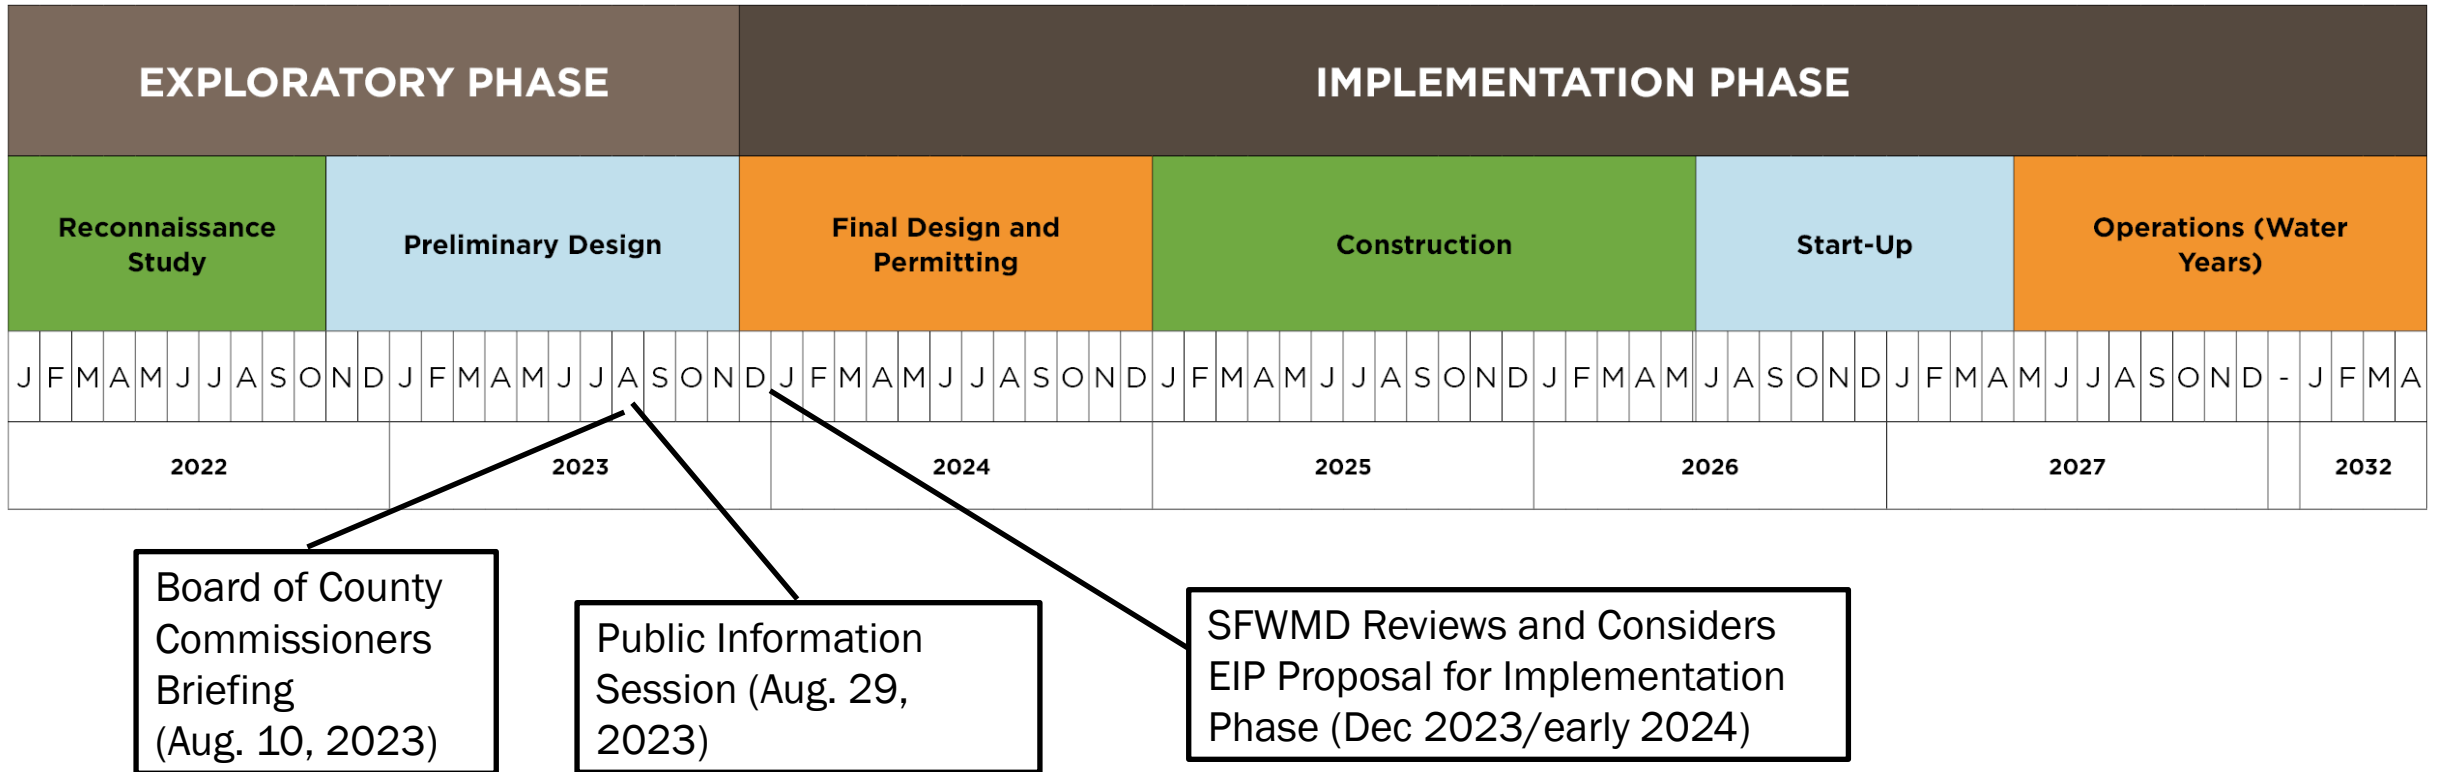 EXPLORATORY PHASE IMPLEMENTATION PHASE
Reconnaissance
Study
Preliminary Design
Final Design and
Permitting
Construction
Start-Up
Operations (Water
Years)
J F M A M J J A S O N D J F M A M J J A S O N D J F M A M J J A S O N D J F M A M J J A S O N D J F M A M J A S O N D J F M A M J J A S O N D - J F M A
2022 2023 2024 2025 2026 2027 2032
Board of County
Commissioners
Briefing
(Aug. 10, 2023)
Public Information
Session (Aug. 29,
2023)
SFWMD Reviews and Considers
EIP Proposal for Implementation
Phase (Dec 2023/early 2024)